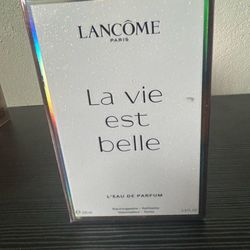 LANCÔME
PARIS
La vie
est
belle
L'EAU DE PARFUM